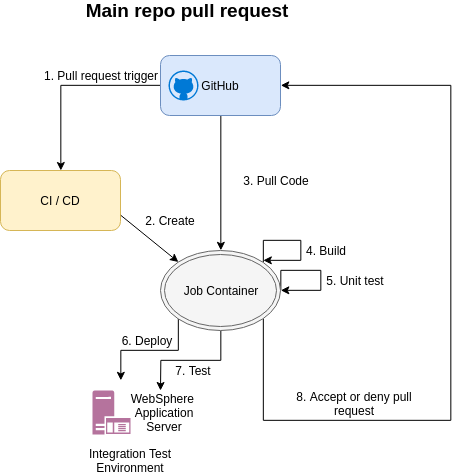 Main repo pull request
1. Pull request trigger
GitHub
3. Pull Code
CI / CD
2. Create
4. Build
5. Unit test
Job Container
6. Deploy
7. Test
8. Accept or deny pull
request
WebSphere
Application
Server
Integration Test
Environment